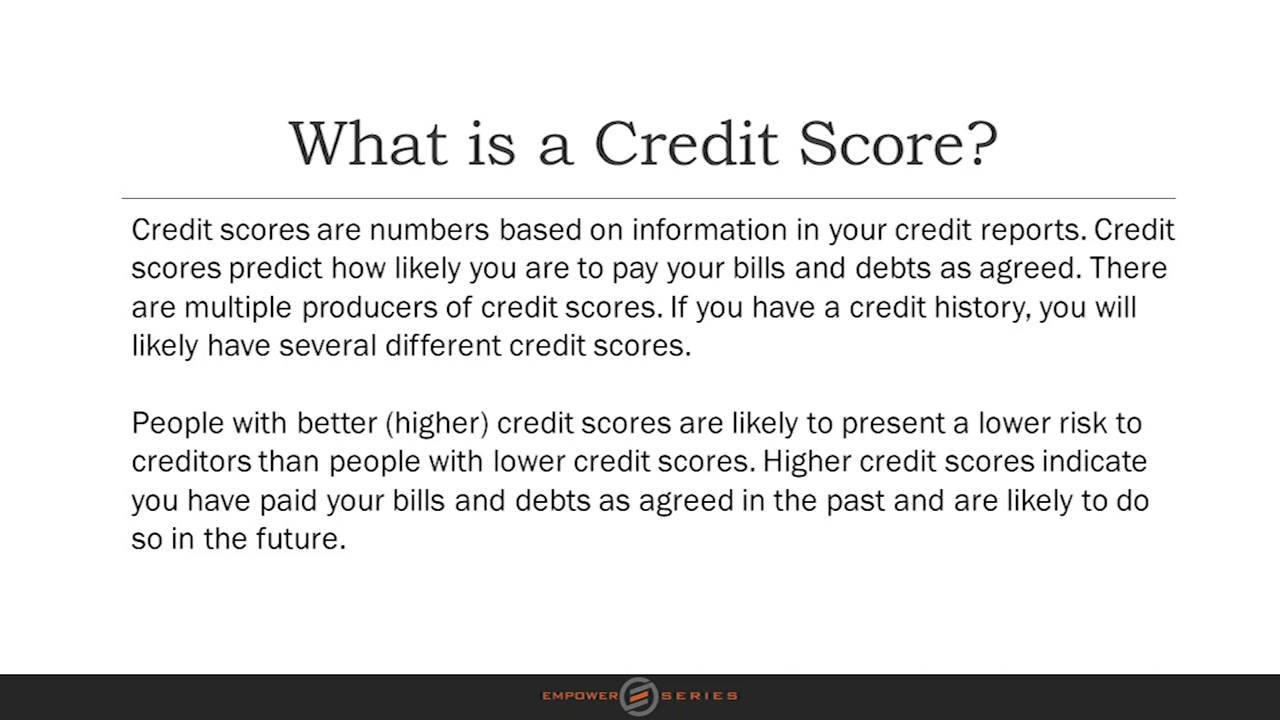 What is a Credit Score?
Credit scores are numbers based on information in your credit reports. Credit
scores predict how likely you are to pay your bills and debts as agreed. There
are multiple producers of credit scores. If you have a credit history, you will
likely have several different credit scores.
People with better (higher) credit scores are likely to present a lower risk to
creditors than people with lower credit scores. Higher credit scores indicate
you have paid your bills and debts as agreed in the past and are likely to do
so in the future.
EMPOWER SERIES